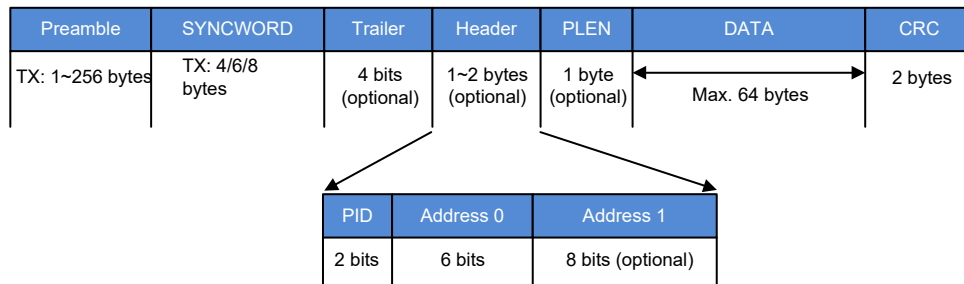 Preamble SYNCWORD Trailer Header PLEN DATA CRC
TX: 1~256 bytes
TX: 4/6/8
bytes
4 bits
(optional)
1~2 bytes
(optional)
1 byte
(optional)
Max. 64 bytes
2 bytes
PID Address 0 Address 1
2 bits 6 bits 8 bits (optional)